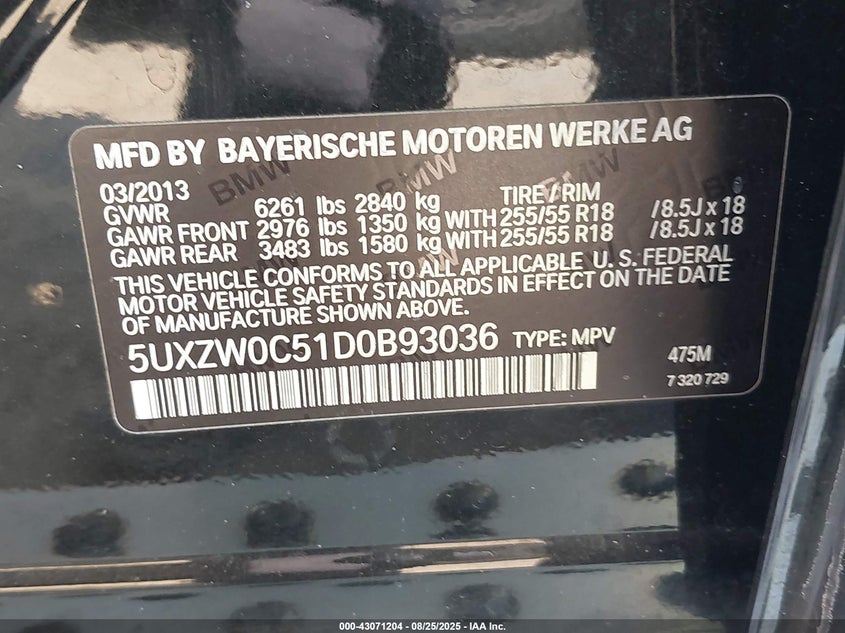 MFD BY BAYERISCHE MOTOREN WERKE AG
03/2013 TIRE/RIM
GVWR 6261 lbs 2840 kg
GAWR FRONT 2976 lbs 1350 kg WITH 255/55 R18 /8.5J x 18
GAWR REAR 3483 lbs 1580 kg WITH 255/55 R18 /8.5J x 18
THIS VEHICLE CONFORMS TO ALL APPLICABLE U. S. FEDERAL
MOTOR VEHICLE SAFETY STANDARDS IN EFFECT ON THE DATE
OF MANUFACTURE SHOWN ABOVE.
5UXZW0C51D0B93036 TYPE: MPV 475M
7 320 729
BMW BMW BMW
000-43071204 - 08/25/2025 - IAA Inc.